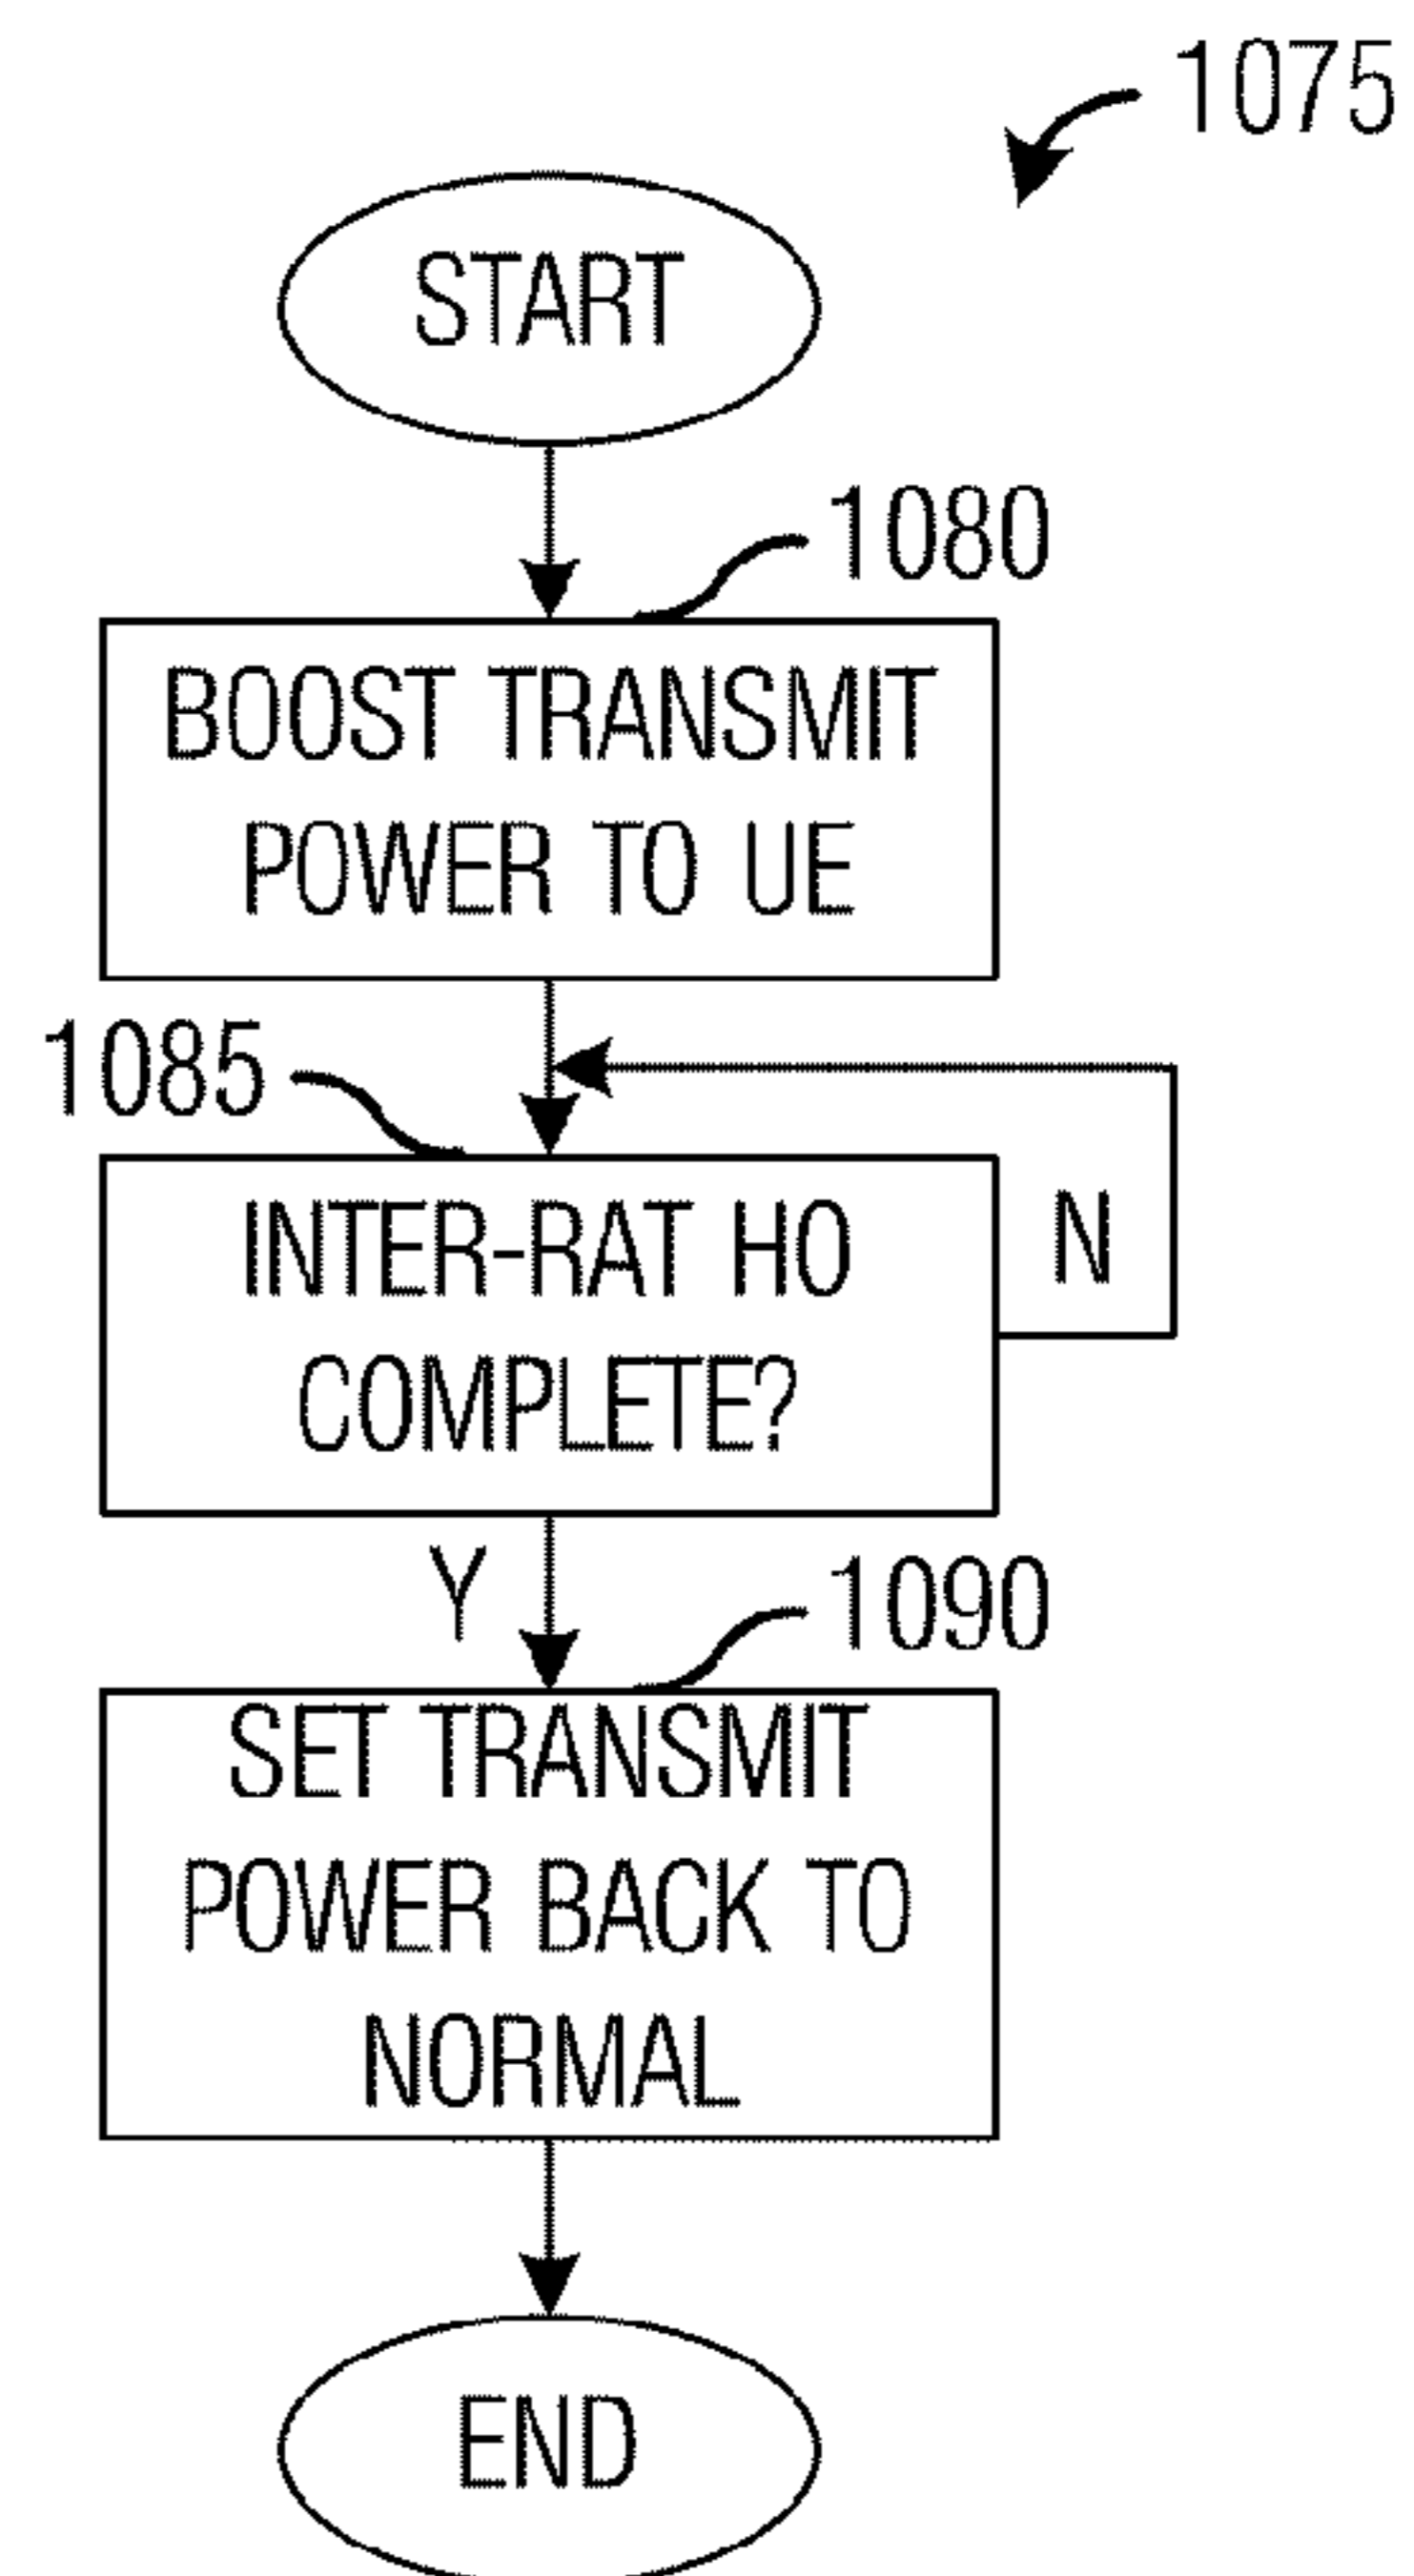 1075
START
1080
BOOST TRANSMIT
POWER TO UE
1085
INTER-RAT HO
COMPLETE?
N
Y
1090
SET TRANSMIT
POWER BACK TO
NORMAL
END